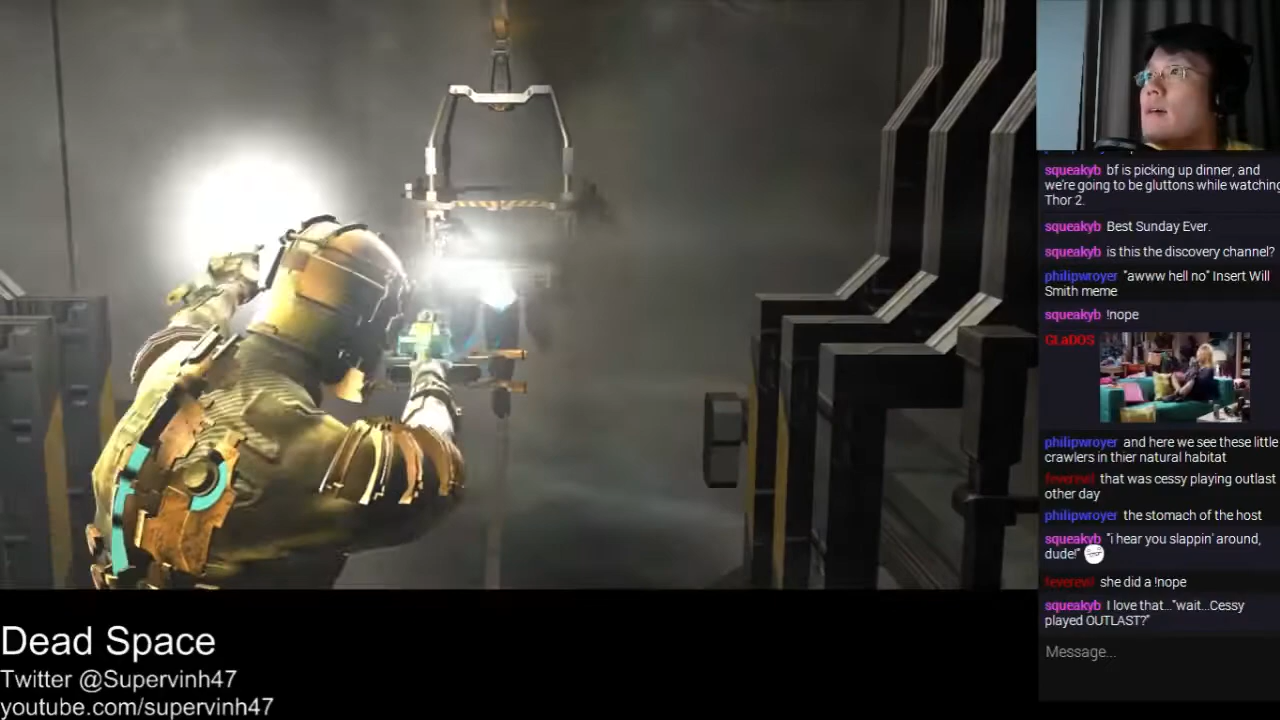 squeakyb bf is picking up dinner, and
we're going to be gluttons while watching
Thor 2.
squeakyb Best Sunday Ever.
squeakyb is this the discovery channel?
philipwroyer "awww hell no" Insert Will
Smith meme
squeakyb !nope
GLaDOS
philipwroyer and here we see these little
crawlers in thier natural habitat
feverevil that was cessy playing outlast
other day
philipwroyer the stomach of the host
squeakyb "i hear you slappin' around,
dude!"
feverevil she did a !nope
squeakyb I love that..."wait...Cessy
played OUTLAST?"
Message...
Dead Space
Twitter @Supervinh47
youtube.com/supervinh47